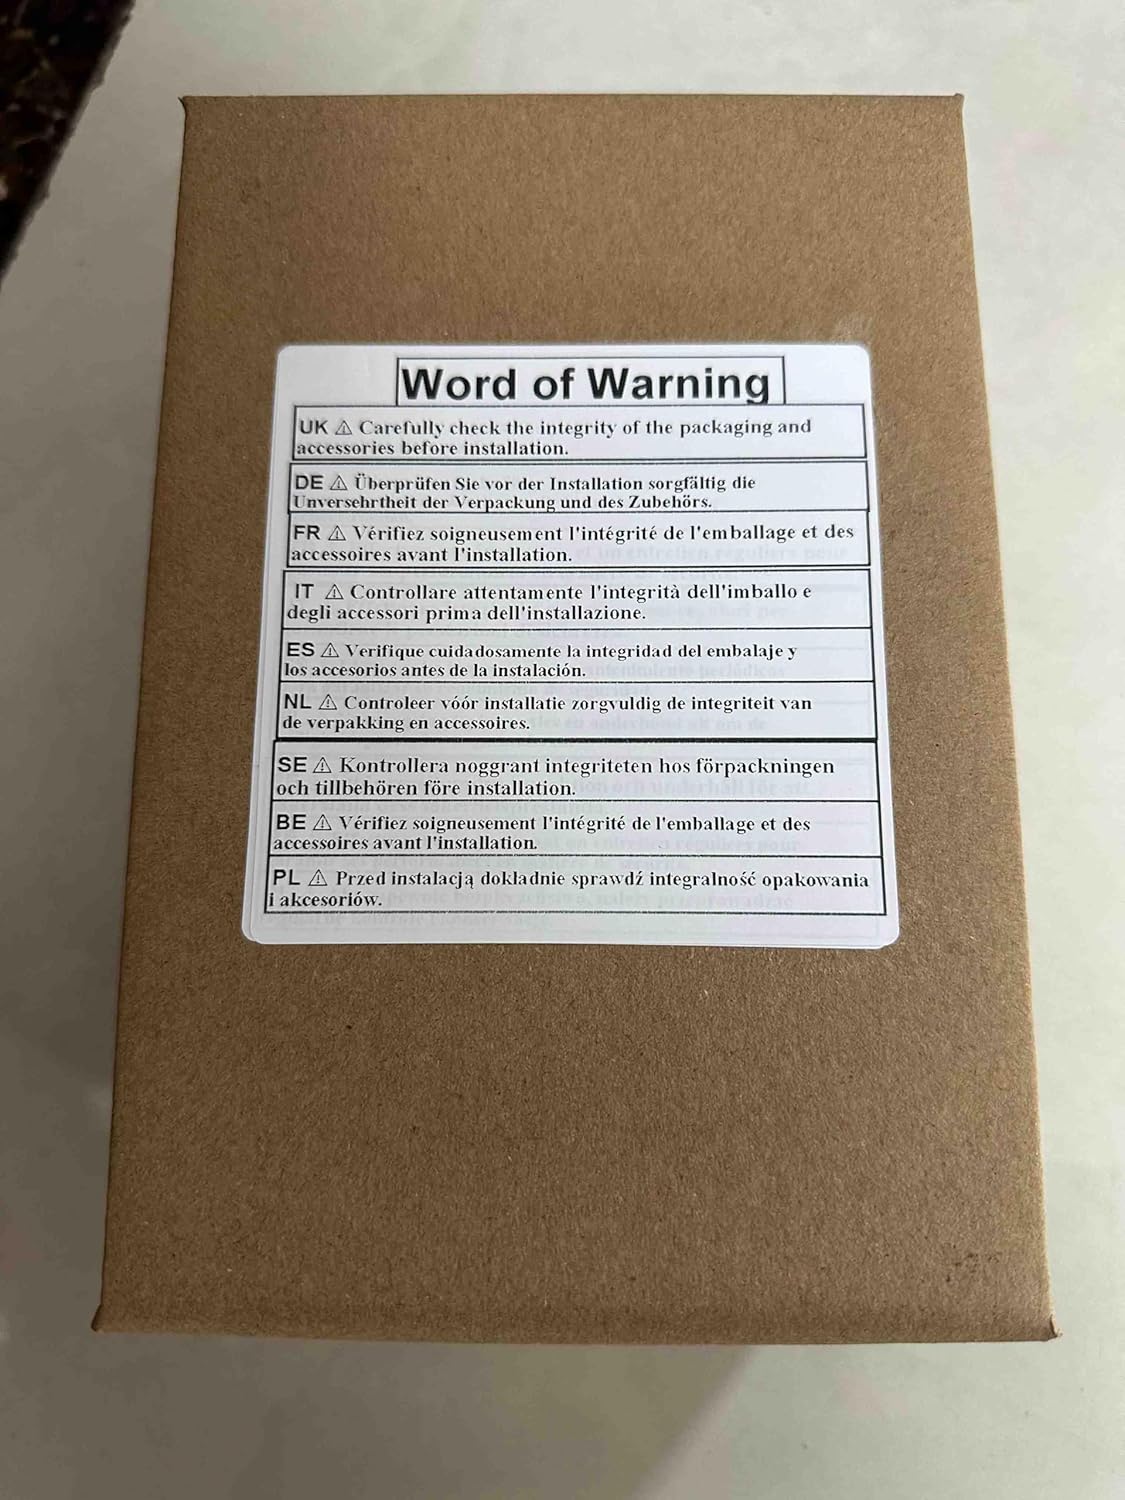 Word of Warning
UK ⚠ Carefully check the integrity of the packaging and
accessories before installation.
DE ⚠ Überprüfen Sie vor der Installation sorgfältig die
Unversehrtheit der Verpackung und des Zubehörs.
FR ⚠ Vérifiez soigneusement l'intégrité de l'emballage et des
accessoires avant l'installation.
IT ⚠ Controllare attentamente l'integrità dell'imballo e
degli accessori prima dell'installazione.
ES ⚠ Verifique cuidadosamente la integridad del embalaje y
los accesorios antes de la instalación.
NL ⚠ Controleer vóór installatie zorgvuldig de integriteit van
de verpakking en accessoires.
SE ⚠ Kontrollera noggrant integriteten hos förpackningen
och tillbehören före installation.
BE ⚠ Vérifiez soigneusement l'intégrité de l'emballage et des
accessoires avant l'installation.
PL ⚠ Przed instalacją dokładnie sprawdź integralność opakowania
i akcesoriów.